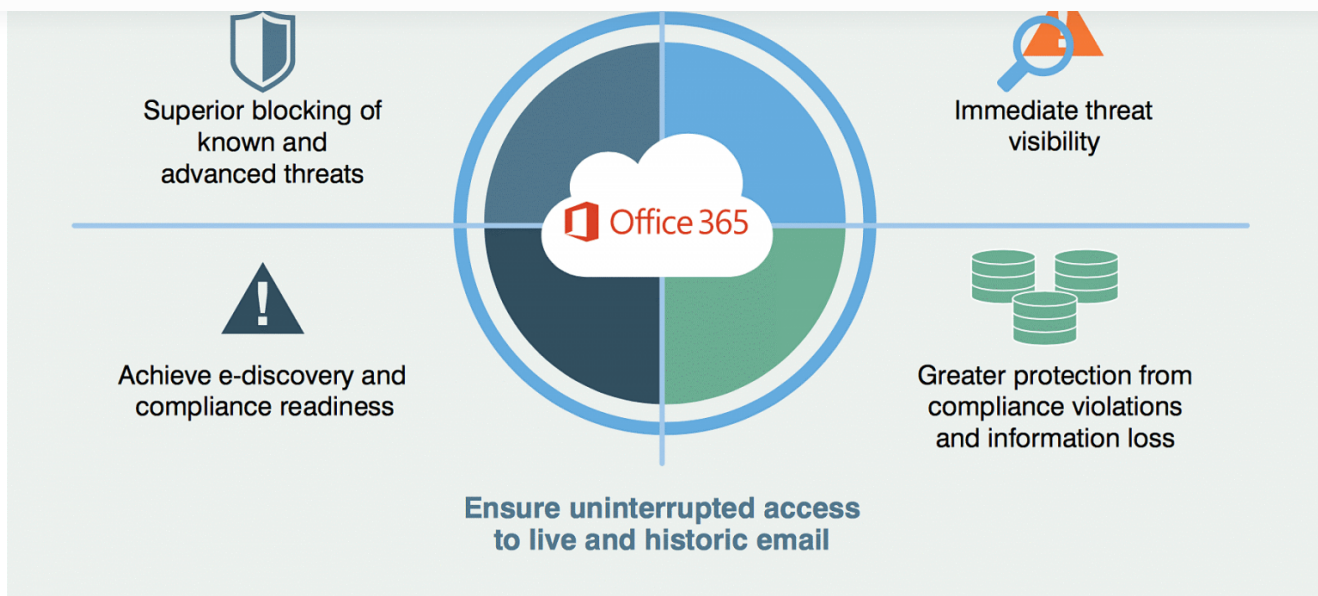 Superior blocking of
known and
advanced threats
Immediate threat
visibility
Office 365
Achieve e-discovery and
compliance readiness
Greater protection from
compliance violations
and information loss
Ensure uninterrupted access
to live and historic email